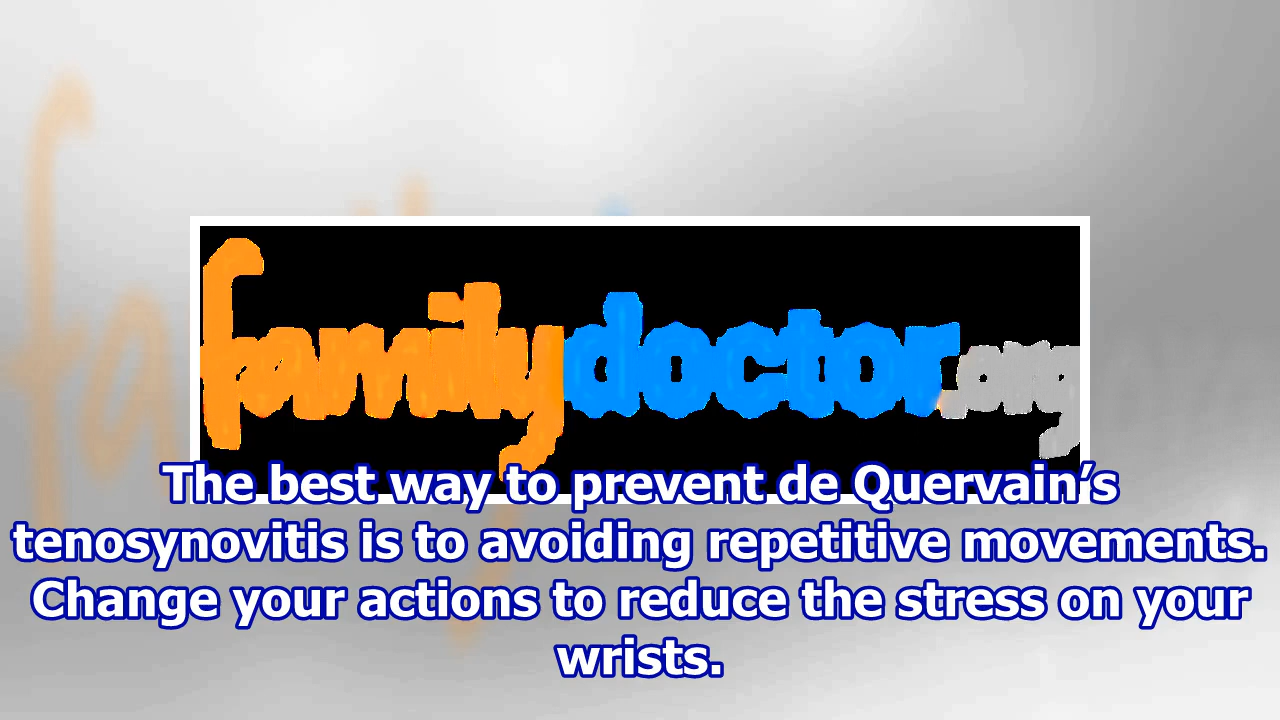 familydoctor.org
The best way to prevent de Quervain’s
tenosynovitis is to avoiding repetitive movements.
Change your actions to reduce the stress on your
wrists.